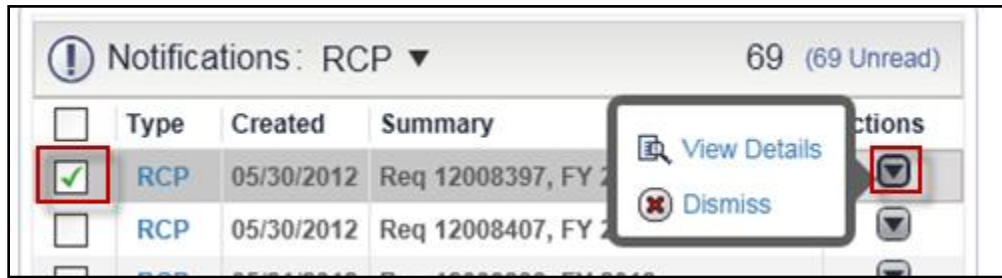 Notifications: RCP ▼ 69 (69 Unread)
Type Created Summary ctions
RCP 05/30/2012 Req 12008397, FY 2
View Details
Dismiss
RCP 05/30/2012 Req 12008407, FY 2